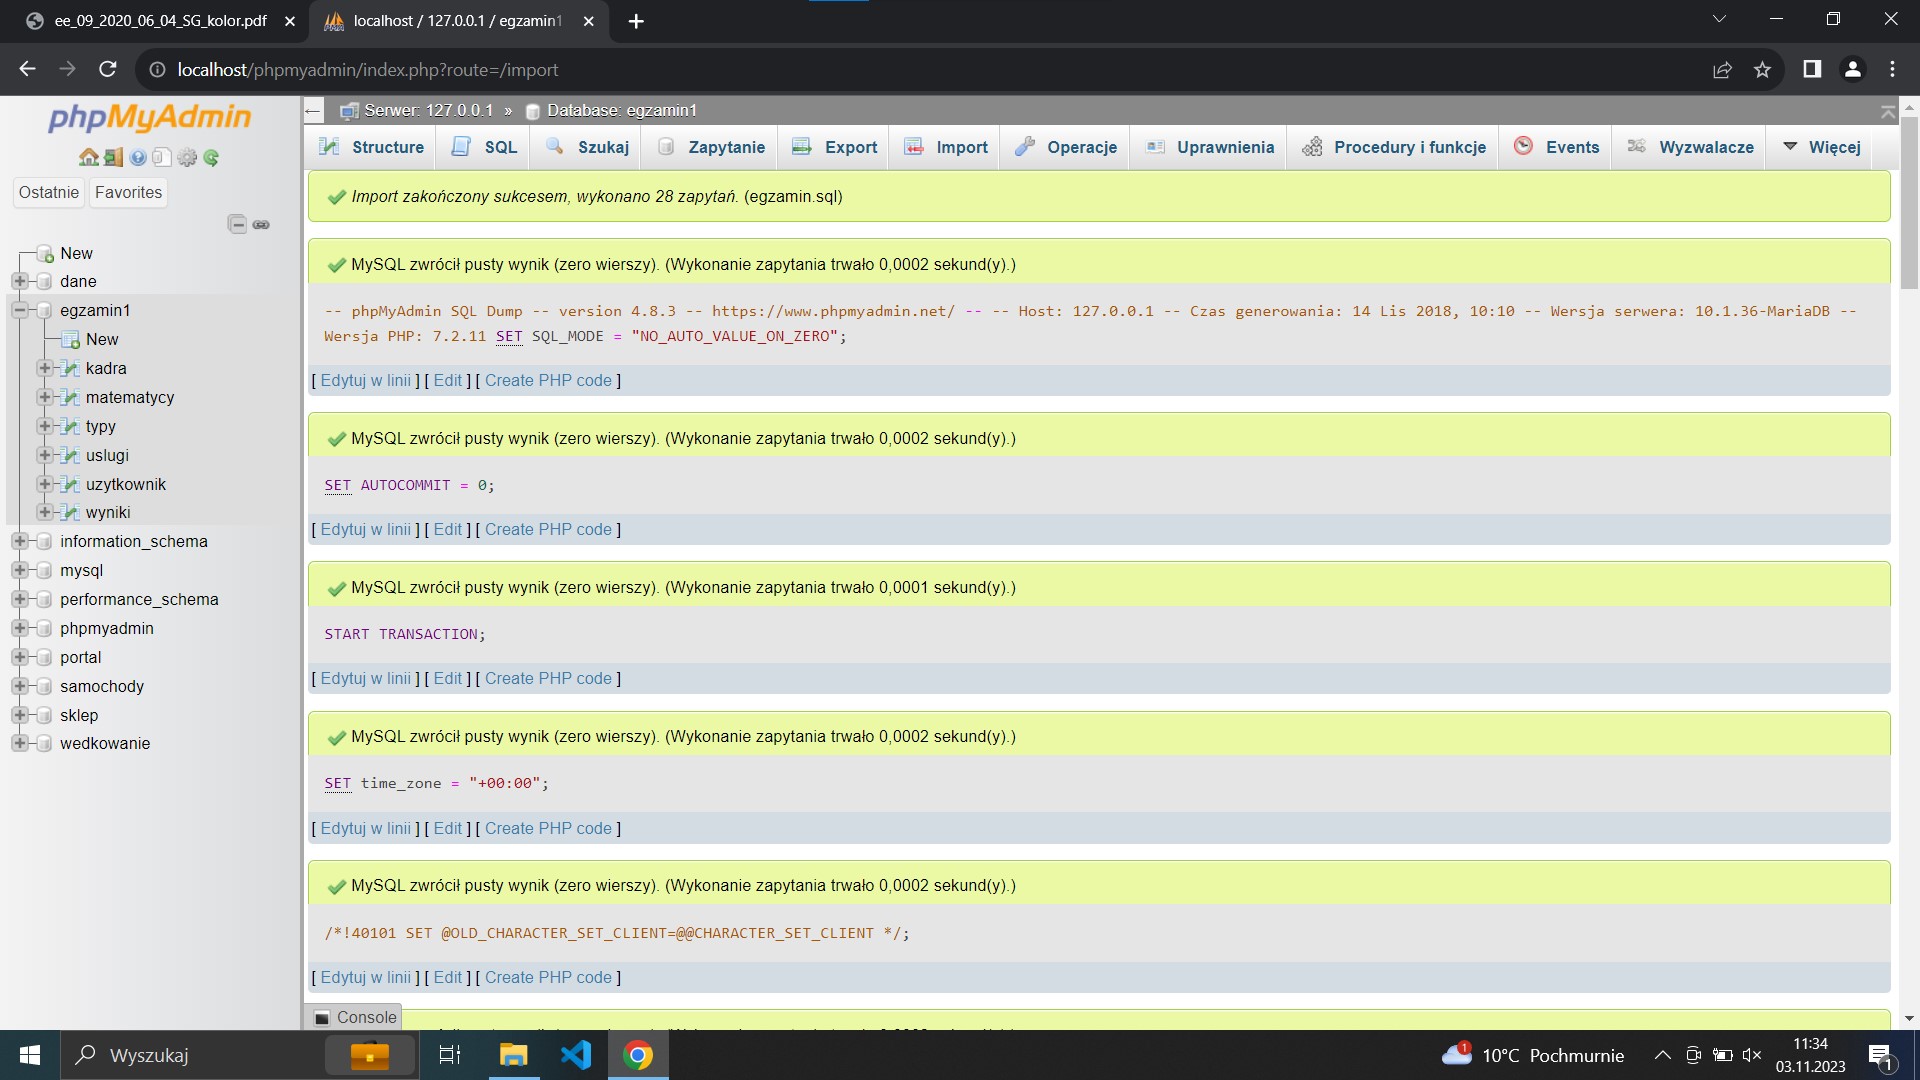 ee_09_2020_06_04_SG_kolor.pdf
localhost / 127.0.0.1 / egzamin1
localhost/phpmyadmin/index.php?route=/import
phpMyAdmin
Ostatnie
Favorites
New
dane
egzamin1
New
kadra
matematycy
typy
uslugi
uzytkownik
wyniki
information_schema
mysql
performance_schema
phpmyadmin
portal
samochody
sklep
wedkowanie
Serwer: 127.0.0.1 » Database: egzamin1
Structure SQL Szukaj Zapytanie Export Import Operacje Uprawnienia Procedury i funkcje Events Wyzwalacze Więcej
Import zakończony sukcesem, wykonano 28 zapytań. (egzamin.sql)
MySQL zwrócił pusty wynik (zero wierszy). (Wykonanie zapytania trwało 0,0002 sekund(y).)
-- phpMyAdmin SQL Dump -- version 4.8.3 -- https://www.phpmyadmin.net/ -- -- Host: 127.0.0.1 -- Czas generowania: 14 Lis 2018, 10:10 -- Wersja serwera: 10.1.36-MariaDB --
Wersja PHP: 7.2.11 SET SQL_MODE = "NO_AUTO_VALUE_ON_ZERO";
[ Edytuj w linii ] [ Edit ] [ Create PHP code ]
MySQL zwrócił pusty wynik (zero wierszy). (Wykonanie zapytania trwało 0,0002 sekund(y).)
SET AUTOCOMMIT = 0;
[ Edytuj w linii ] [ Edit ] [ Create PHP code ]
MySQL zwrócił pusty wynik (zero wierszy). (Wykonanie zapytania trwało 0,0001 sekund(y).)
START TRANSACTION;
[ Edytuj w linii ] [ Edit ] [ Create PHP code ]
MySQL zwrócił pusty wynik (zero wierszy). (Wykonanie zapytania trwało 0,0002 sekund(y).)
SET time_zone = "+00:00";
[ Edytuj w linii ] [ Edit ] [ Create PHP code ]
MySQL zwrócił pusty wynik (zero wierszy). (Wykonanie zapytania trwało 0,0002 sekund(y).)
/*!40101 SET @OLD_CHARACTER_SET_CLIENT=@@CHARACTER_SET_CLIENT */;
[ Edytuj w linii ] [ Edit ] [ Create PHP code ]
Console
Wyszukaj
1
10°C Pochmurnie
11:34
03.11.2023
1